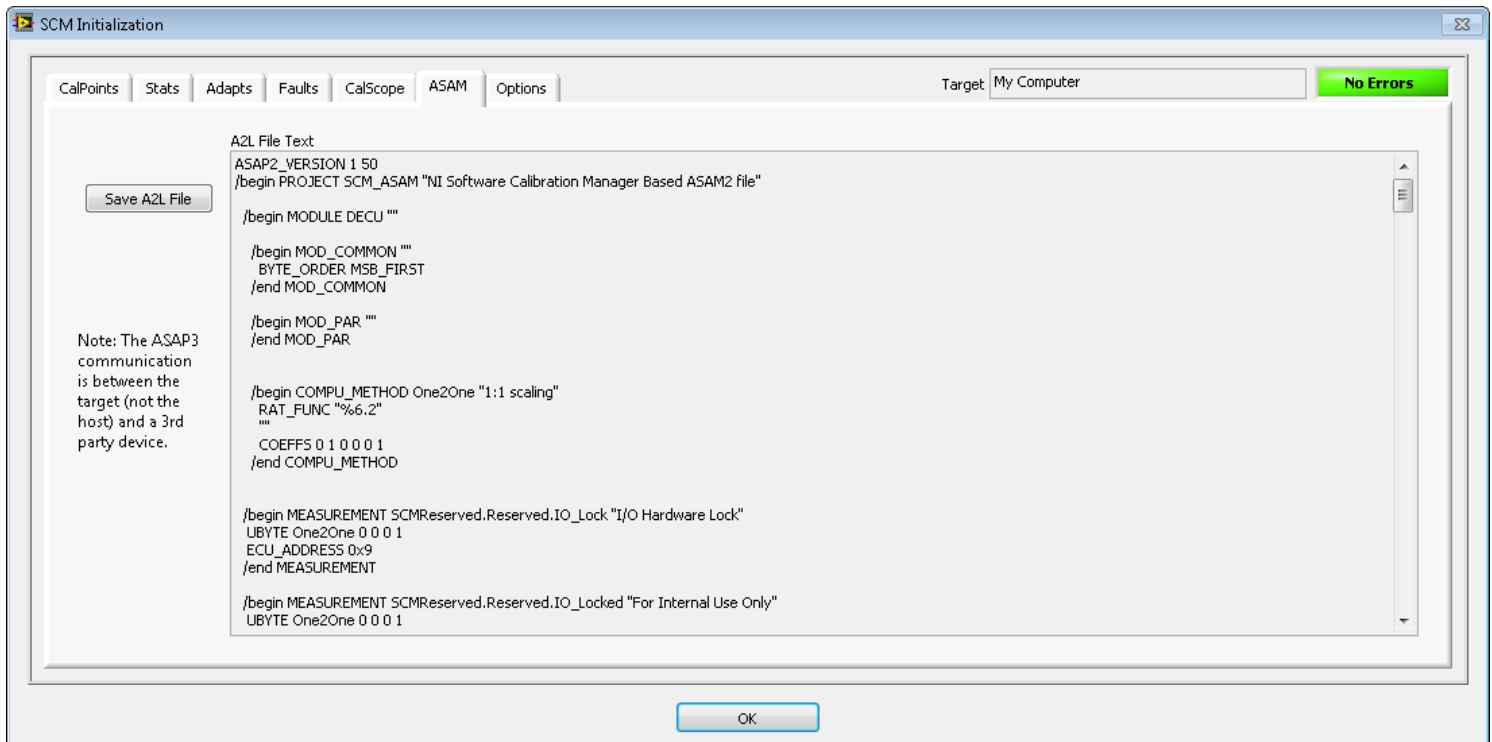 SCM Initialization
CalPoints
Stats
Adapts
Faults
CalScope
ASAM
Options
Target
My Computer
No Errors
Save A2L File
Note: The ASAP3
communication
is between the
target (not the
host) and a 3rd
party device.
A2L File Text
ASAP2_VERSION 1 50
/begin PROJECT SCM_ASAM "NI Software Calibration Manager Based ASAM2 file"
/begin MODULE DECU ""
/begin MOD_COMMON ""
BYTE_ORDER MSB_FIRST
/end MOD_COMMON
/begin MOD_PAR ""
/end MOD_PAR
/begin COMPU_METHOD One2One "1:1 scaling"
RAT_FUNC "%6.2"
""
COEFFS 0 1 0 0 0 1
/end COMPU_METHOD
/begin MEASUREMENT SCMReserved.Reserved.IO_Lock "I/O Hardware Lock"
UBYTE One2One 0 0 0 1
ECU_ADDRESS 0x9
/end MEASUREMENT
/begin MEASUREMENT SCMReserved.Reserved.IO_Locked "For Internal Use Only"
UBYTE One2One 0 0 0 1
OK